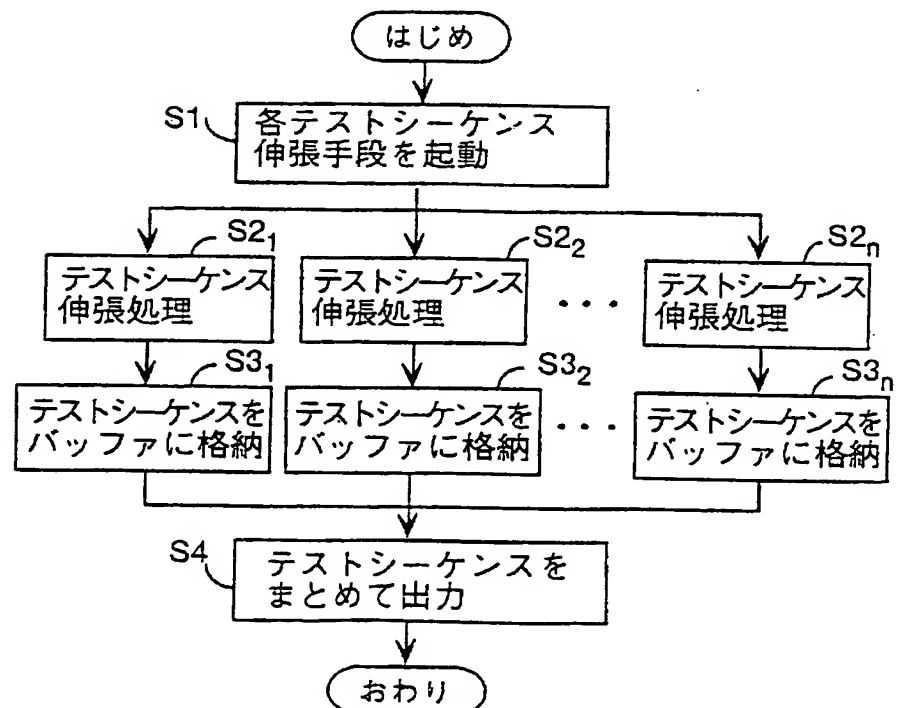 はじめ
S1
各テストシーケンス
伸張手段を起動
S2₁
テストシーケンス
伸張処理
S2₂
テストシーケンス
伸張処理
・・・
S2ₙ
テストシーケンス
伸張処理
S3₁
テストシーケンスを
バッファに格納
S3₂
テストシーケンスを
バッファに格納
・・・
S3ₙ
テストシーケンスを
バッファに格納
S4
テストシーケンスを
まとめて出力
おわり